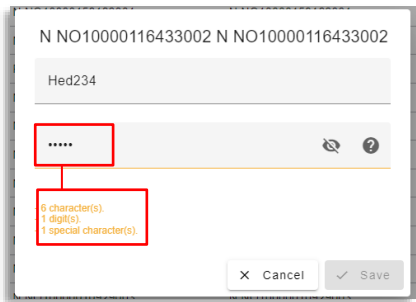 N NO10000116433002 N NO10000116433002
Hed234
•••••
- 6 character(s).
- 1 digit(s).
- 1 special character(s).
Cancel
Save